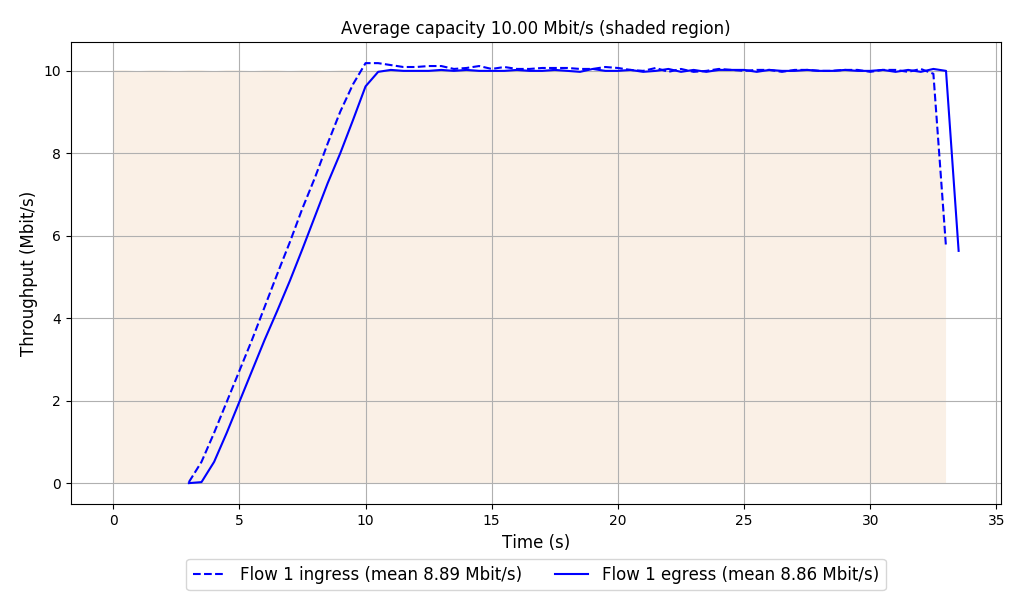 Average capacity 10.00 Mbit/s (shaded region)
Throughput (Mbit/s)
10
8
6
4
2
0
0 5 10 15 20 25 30 35
Time (s)
Flow 1 ingress (mean 8.89 Mbit/s) Flow 1 egress (mean 8.86 Mbit/s)